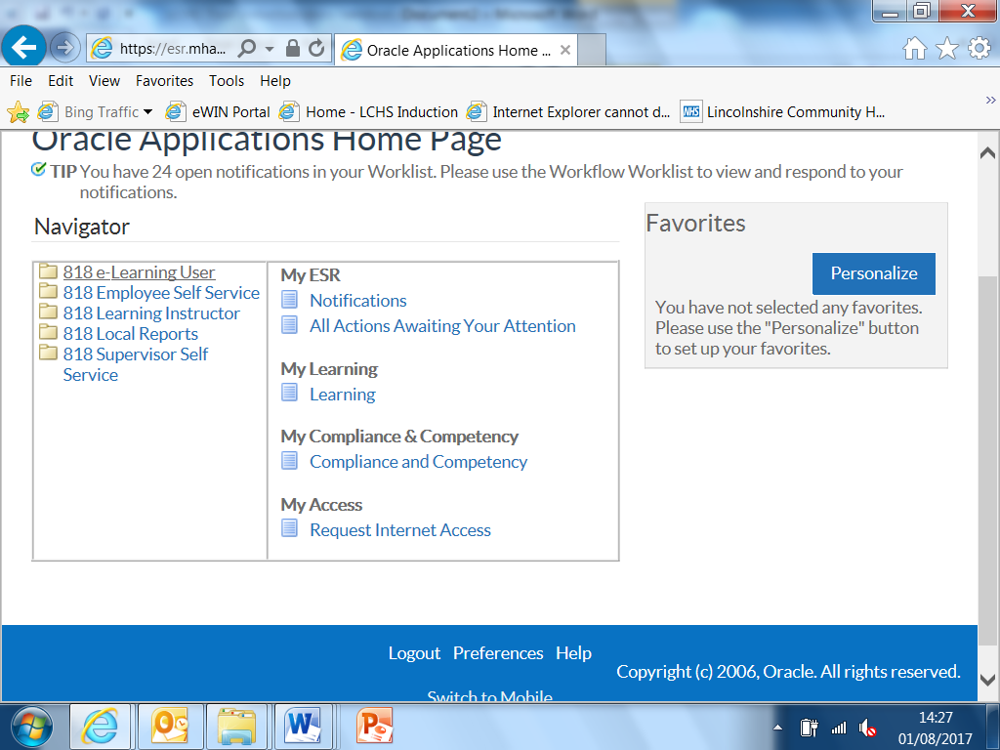 https://esr.mha...
Oracle Applications Home ...
File Edit View Favorites Tools Help
Bing Traffic
eWIN Portal
Home - LCHS Induction
Internet Explorer cannot d...
NHS
Lincolnshire Community H...
Oracle Applications Home Page
TIP You have 24 open notifications in your Worklist. Please use the Workflow Worklist to view and respond to your
notifications.
Navigator
818 e-Learning User
818 Employee Self Service
818 Learning Instructor
818 Local Reports
818 Supervisor Self
Service
My ESR
Notifications
All Actions Awaiting Your Attention
My Learning
Learning
My Compliance & Competency
Compliance and Competency
My Access
Request Internet Access
Favorites
Personalize
You have not selected any favorites.
Please use the "Personalize" button
to set up your favorites.
Logout Preferences Help
Copyright (c) 2006, Oracle. All rights reserved.
Switch to Mobile
14:27
01/08/2017